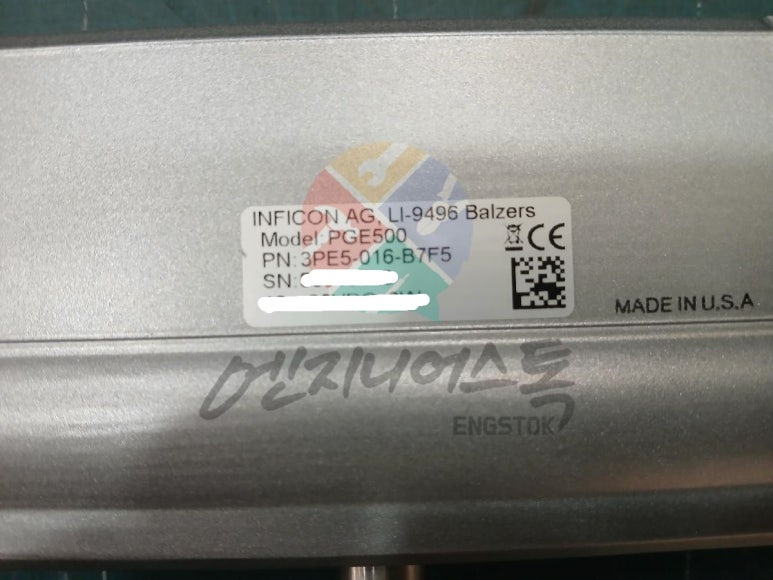 INFICON AG, LI-9496 Balzers
Model: PGE500
PN: 3PE5-016-B7F5
SN:
MADE IN U.S.A
엔지니어스톡
ENGSTOK